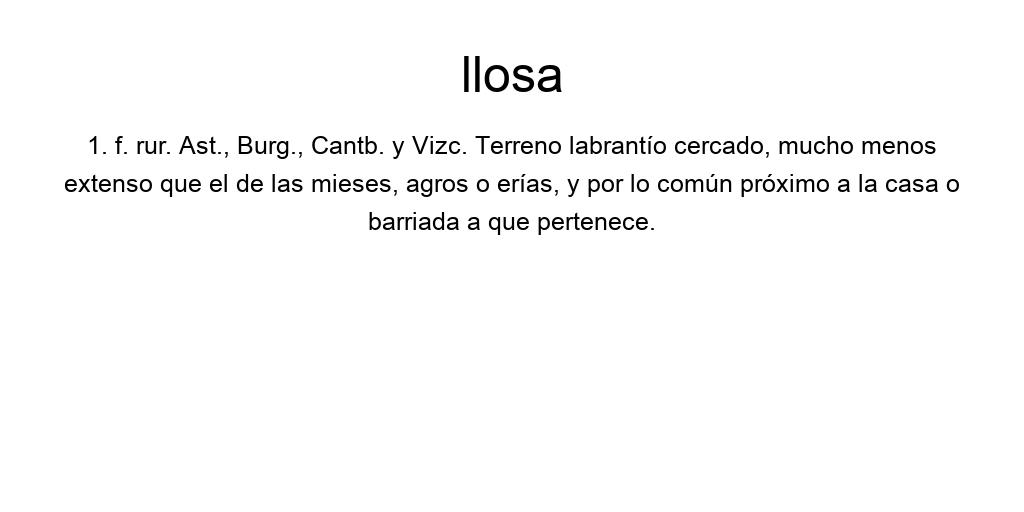 llosa
1. f. rur. Ast., Burg., Cantb. y Vizc. Terreno labrantío cercado, mucho menos
extenso que el de las mieses, agros o erías, y por lo común próximo a la casa o
barriada a que pertenece.